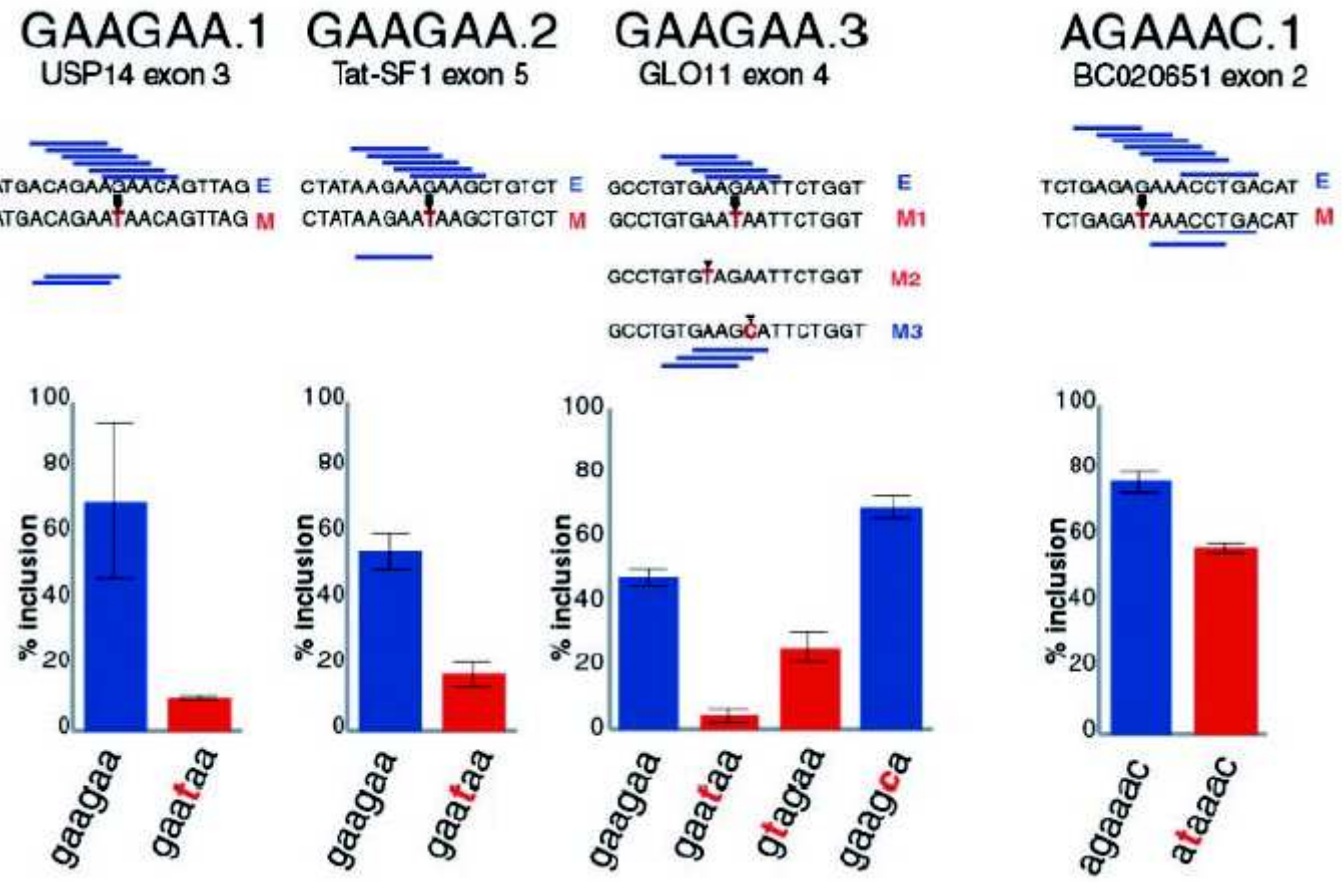 GAAGAA.1 GAAGAA.2 GAAGAA.3 AGAAAC.1
USP14 exon 3 Tat-SF1 exon 5 GLO11 exon 4 BC020651 exon 2
ATGACAGAAGAACAGTTAG E CTATAAGAAGAAGCTGTCT E GCCTGTGAAGAATTCTGGT E TCTGAGAGAAACCTGACAT E
ATGACAGAATAACAGTTAG M CTATAAGAATAAGCTGTCT M GCCTGTGAATAATTCTGGT M1 TCTGAGATAAACCTGACAT M
GCCTGTGTAGAATTCTGGT M2
GCCTGTGAAGCATTCTGGT M3
% inclusion
100
80
60
40
20
0
gaagaa gaataa
% inclusion
100
80
60
40
20
0
gaagaa gaataa
% inclusion
100
80
60
40
20
0
gaagaa gaataa gtagaa gaagca
% inclusion
100
80
60
40
20
0
agaaac ataaac